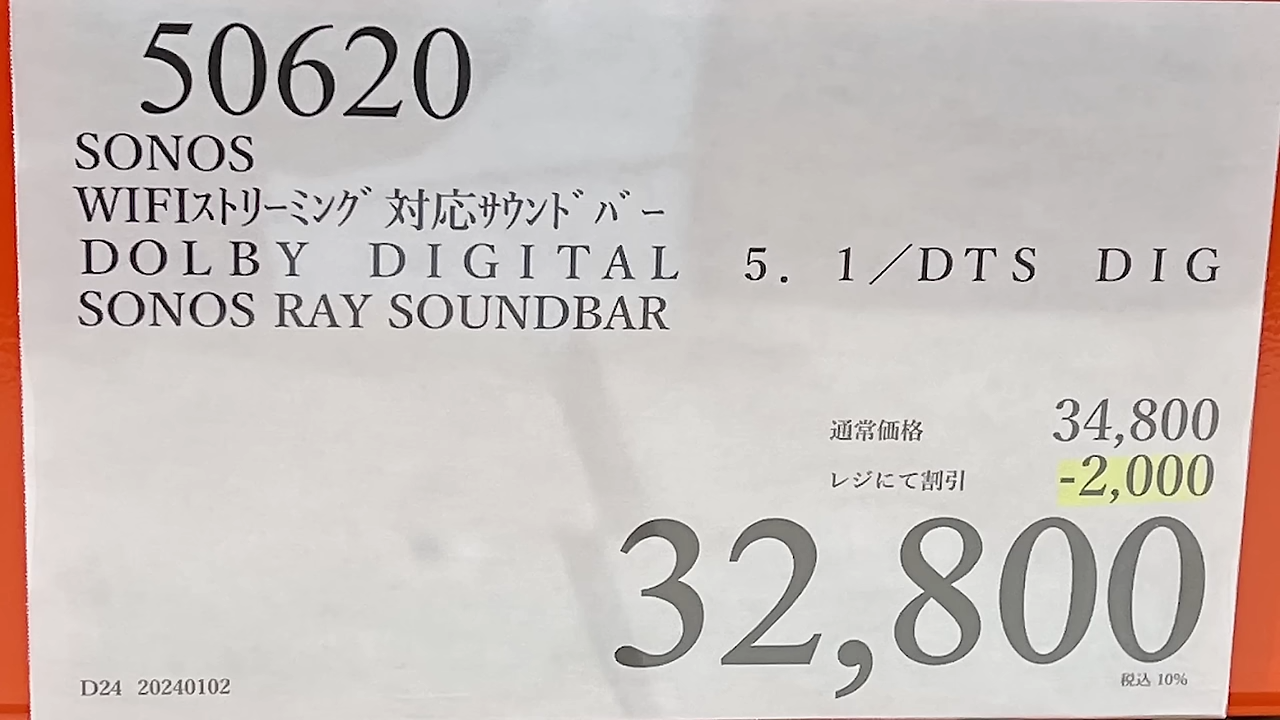 50620
SONOS
WIFIｽﾄﾘｰﾐﾝｸﾞ対応ｻｳﾝﾄﾞﾊﾞｰ
ＤＯＬＢＹ　ＤＩＧＩＴＡＬ　５．１／ＤＴＳ　ＤＩＧ
SONOS RAY SOUNDBAR
通常価格 34,800
レジにて割引 -2,000
32,800
税込 10%
D24 20240102